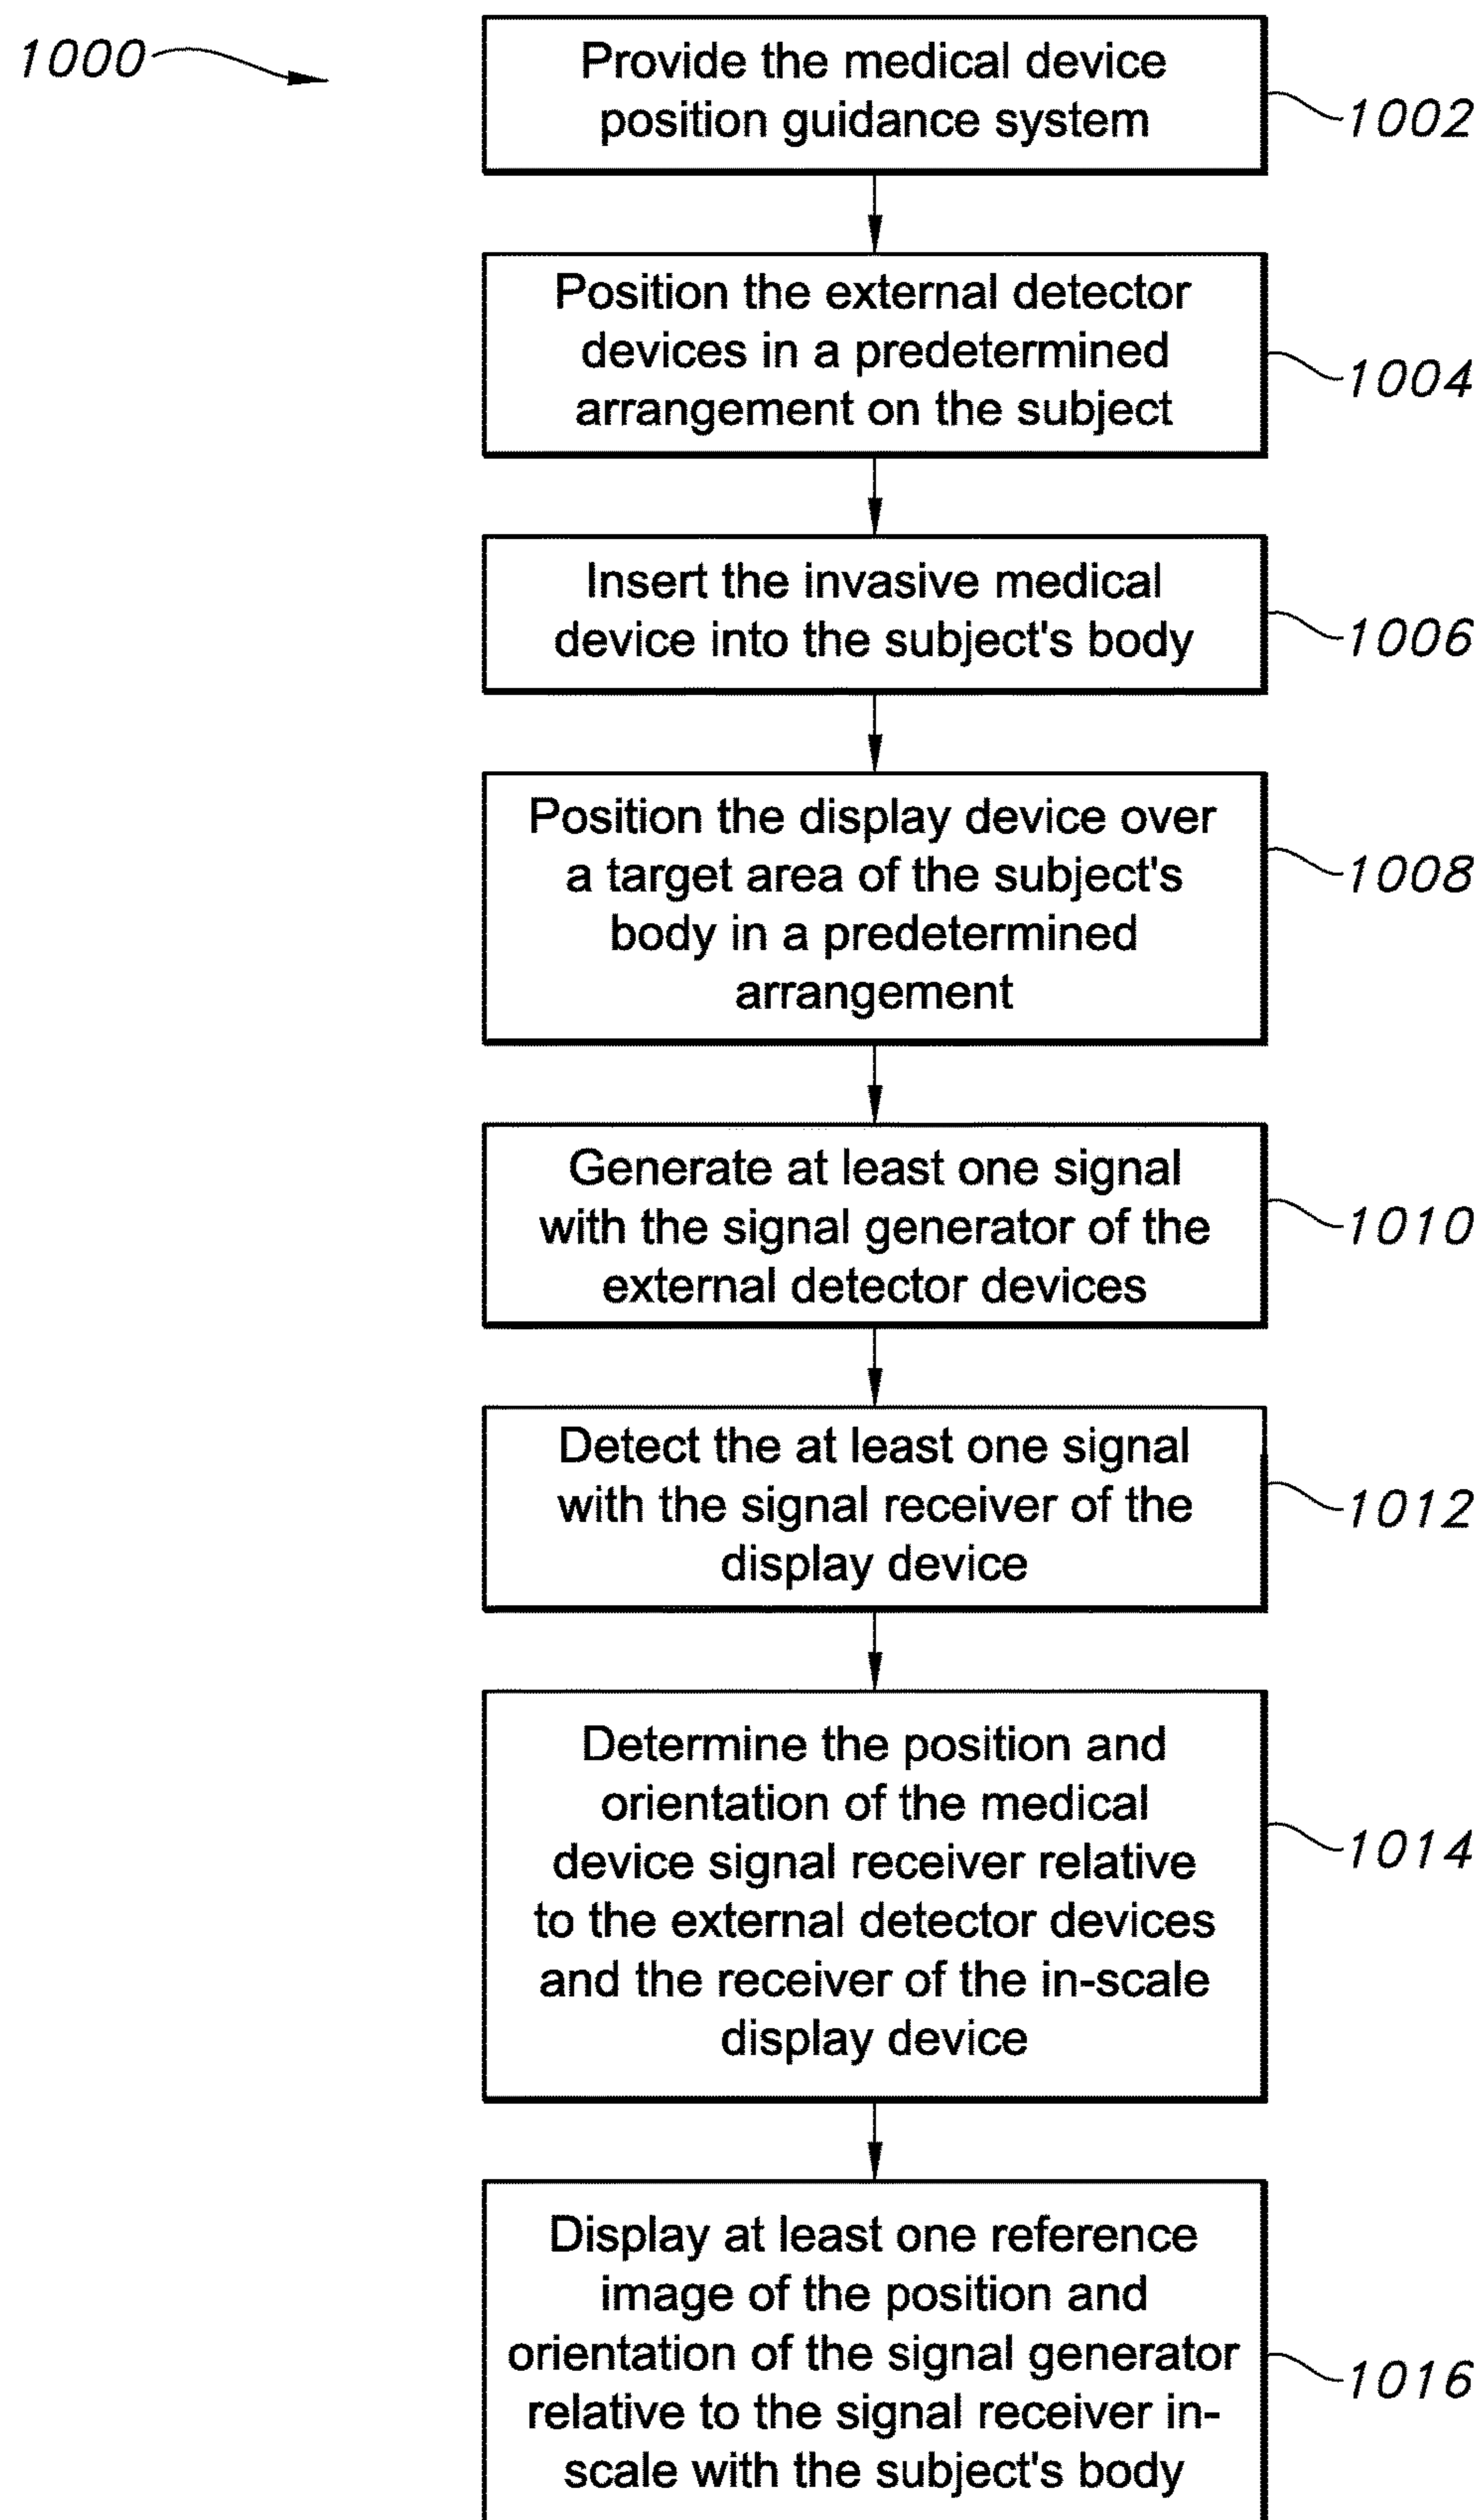 1000
Provide the medical device
position guidance system
1002
Position the external detector
devices in a predetermined
arrangement on the subject
1004
Insert the invasive medical
device into the subject's body
1006
Position the display device over
a target area of the subject's
body in a predetermined
arrangement
1008
Generate at least one signal
with the signal generator of the
external detector devices
1010
Detect the at least one signal
with the signal receiver of the
display device
1012
Determine the position and
orientation of the medical
device signal receiver relative
to the external detector devices
and the receiver of the in-scale
display device
1014
Display at least one reference
image of the position and
orientation of the signal generator
relative to the signal receiver in-
scale with the subject's body
1016